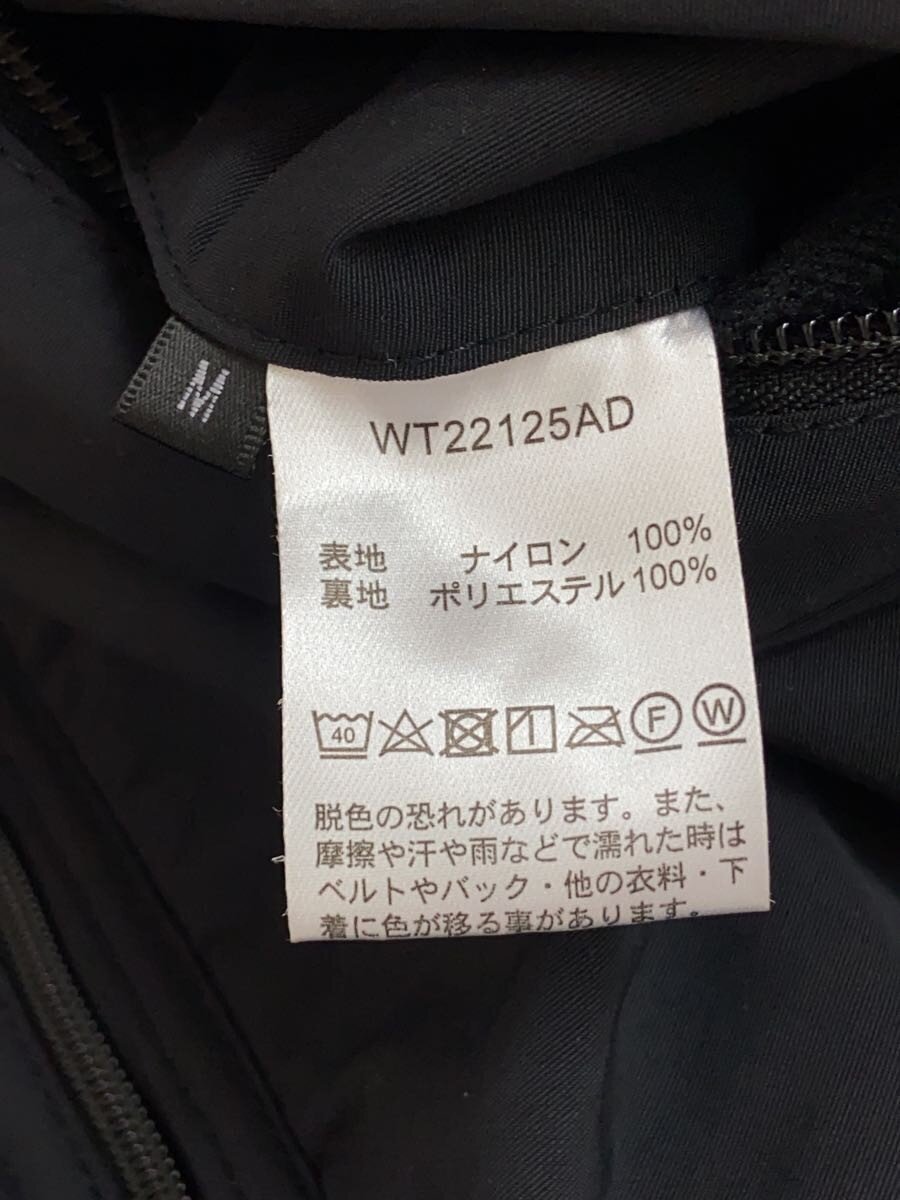 M
WT22125AD
表地 ナイロン 100%
裏地 ポリエステル 100%
40 F W
脱色の恐れがあります。また、
摩擦や汗や雨などで濡れた時は
ベルトやバック・他の衣料・下
着に色が移る事があります。